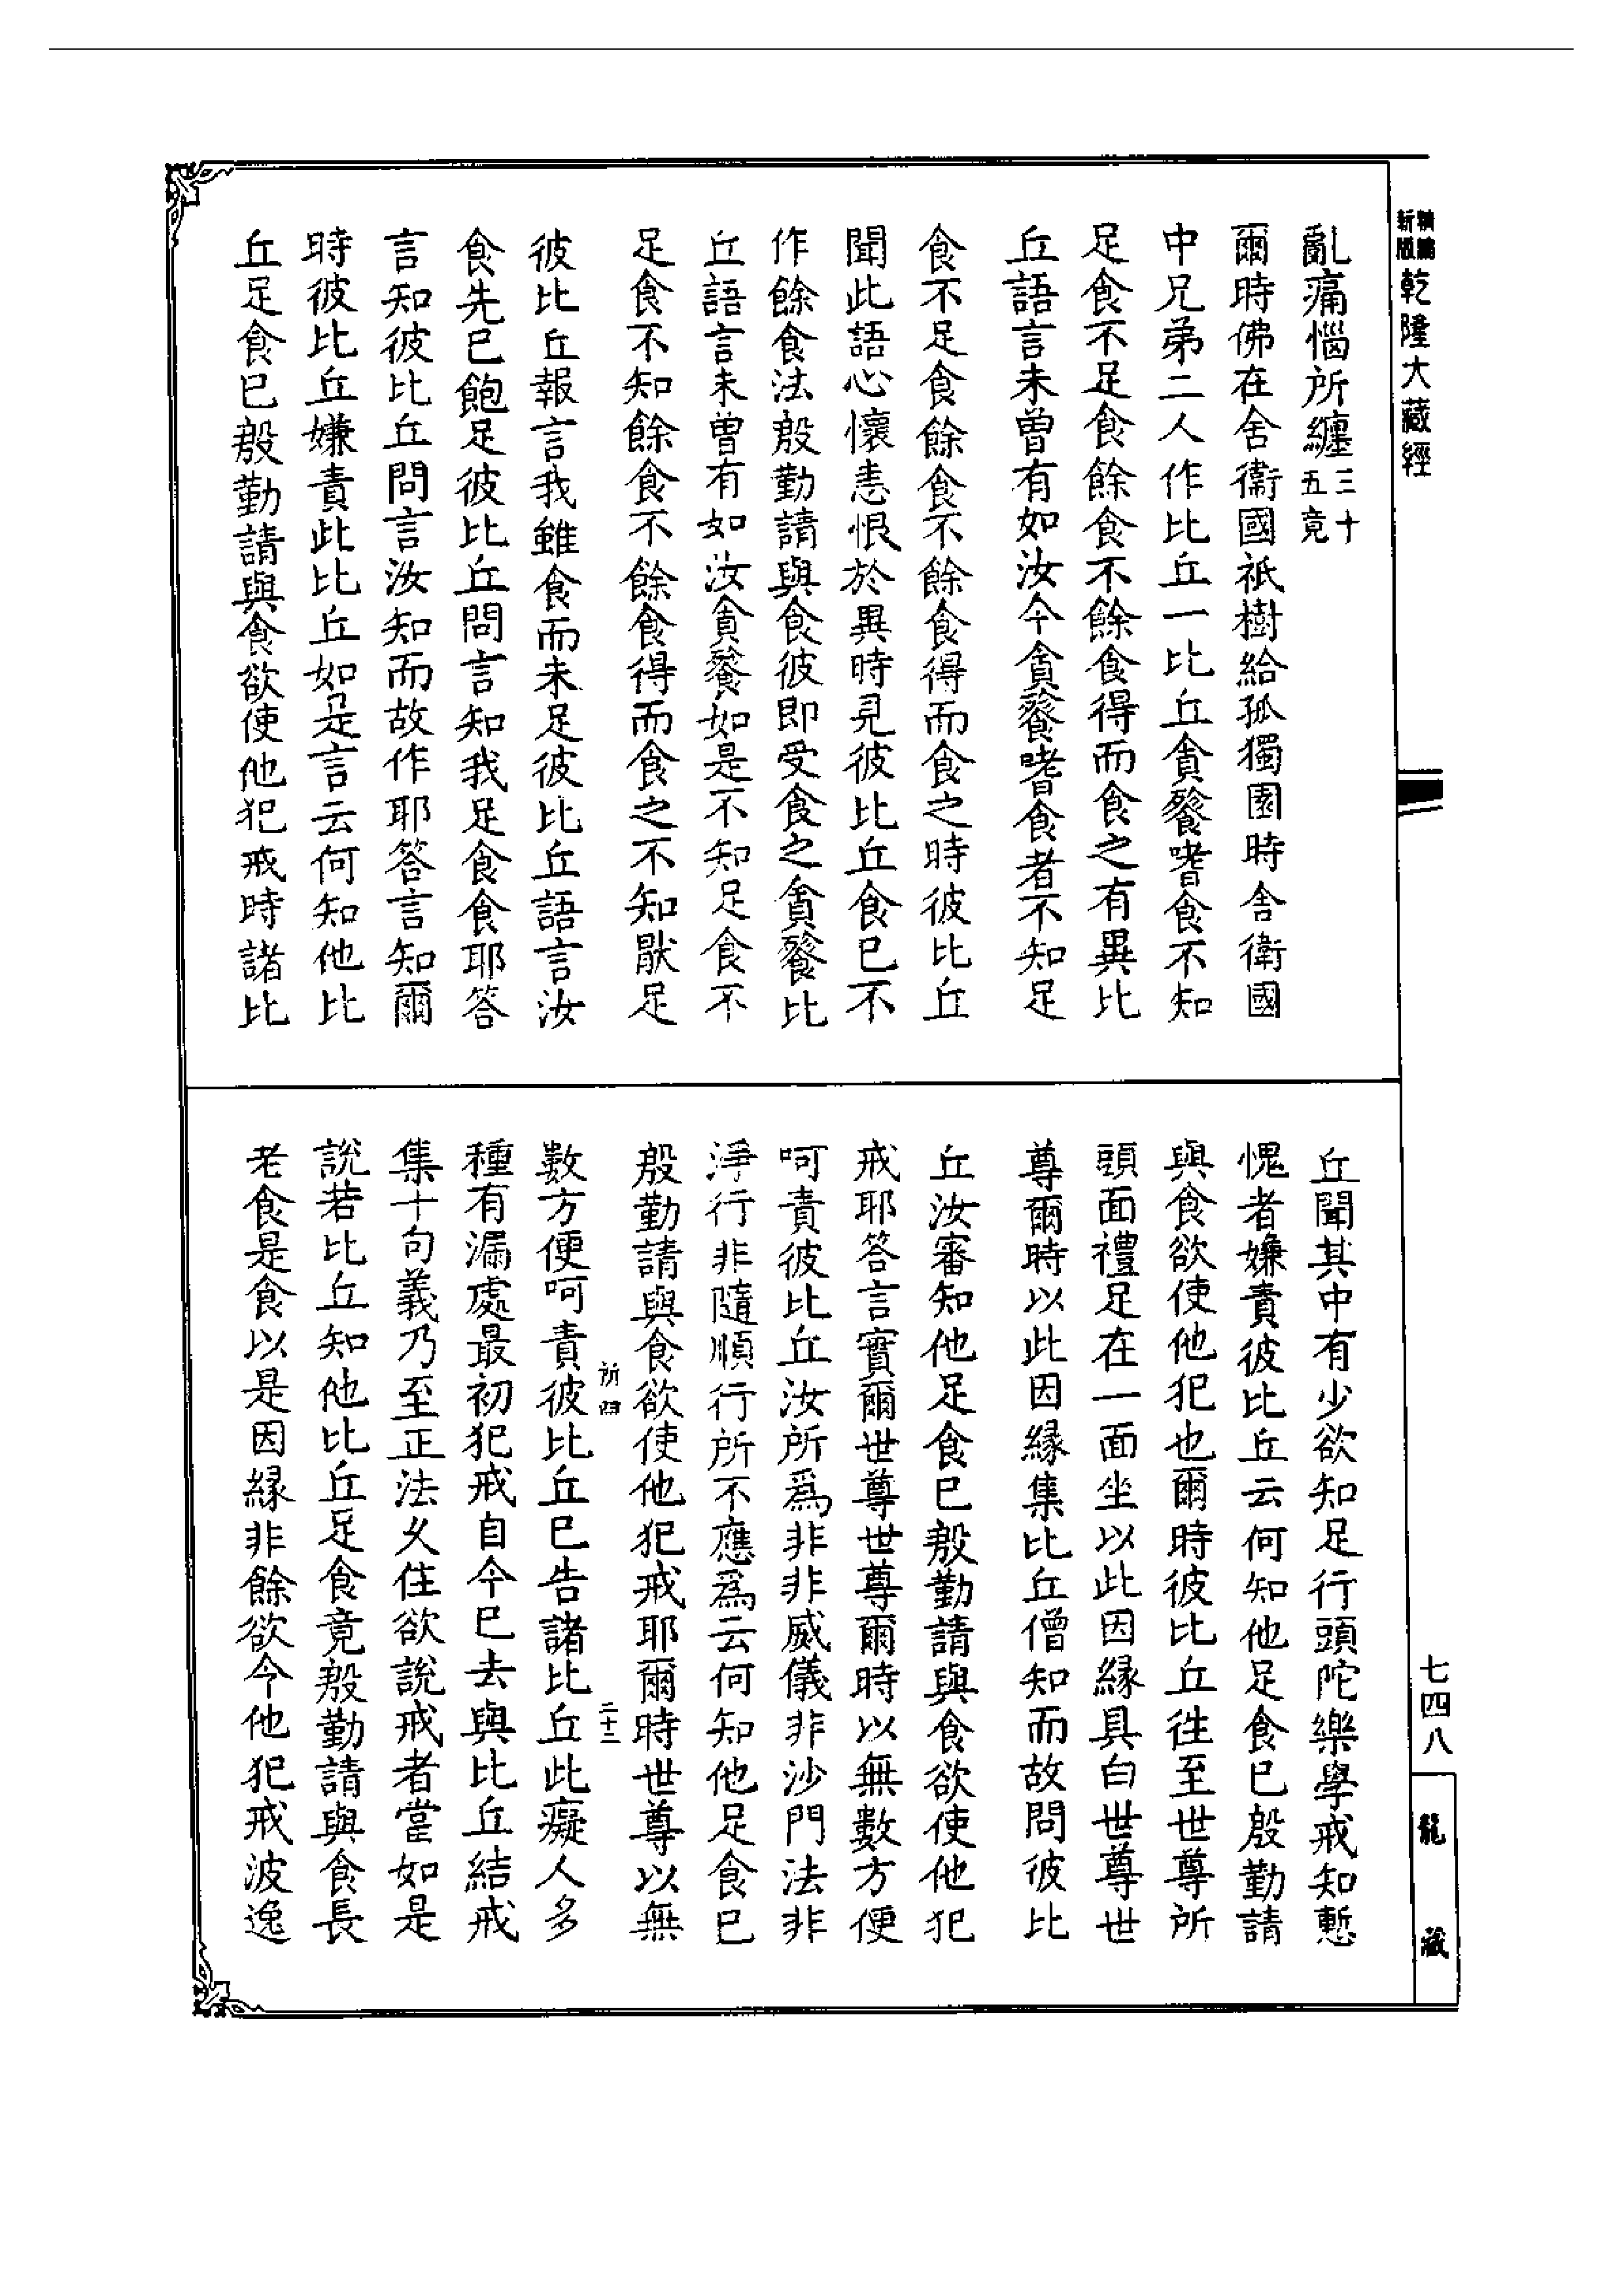 精編
新版
乾隆大藏經
亂痛惱所纏三十五竟
爾時佛在舍衞國祇樹給孤獨園時舍衛國
中兄弟二人作比丘一比丘貪餮嗜食不知
足食不足食餘食不餘食得而食之有異比
丘語言未曾有如汝今貪餮嗜食者不知足
食不足食餘食不餘食得而食之時彼比丘
聞此語心懷恚恨於異時見彼比丘食已不
作餘食法慇勤請與食彼即受食之貪餮比
丘語言未曾有如汝貪餮如是不知足食不
足食不知餘食不餘食得而食之不知厭足
彼比丘報言我雖食而未足彼比丘語言汝
食先已飽足彼比丘問言知我足食食耶答
言知彼比丘問言汝知而故作耶答言知爾
時彼比丘嫌責此比丘如是言云何知他比
丘足食已慇勤請與食欲使他犯戒時諸比
丘聞其中有少欲知足行頭陀樂學戒知慙
愧者嫌責彼比丘云何知他足食已慇勤請
與食欲使他犯也爾時彼比丘往至世尊所
頭面禮足在一面坐以此因緣具白世尊世
尊爾時以此因緣集比丘僧知而故問彼比
丘汝審知他足食已慇勤請與食欲使他犯
戒耶答言實爾世尊世尊爾時以無數方便
呵責彼比丘汝所爲非非威儀非沙門法非
淨行非隨順行所不應爲云何知他足食已
慇勤請與食欲使他犯戒耶爾時世尊以無
數方便呵責彼比丘已告諸比丘此癡人多
種有漏處最初犯戒自今已去與比丘結戒
集十句義乃至正法久住欲說戒者當如是
說若比丘知他比丘足食竟慇勤請與食長
老食是食以是因緣非餘欲令他犯戒波逸
七四八
龍藏